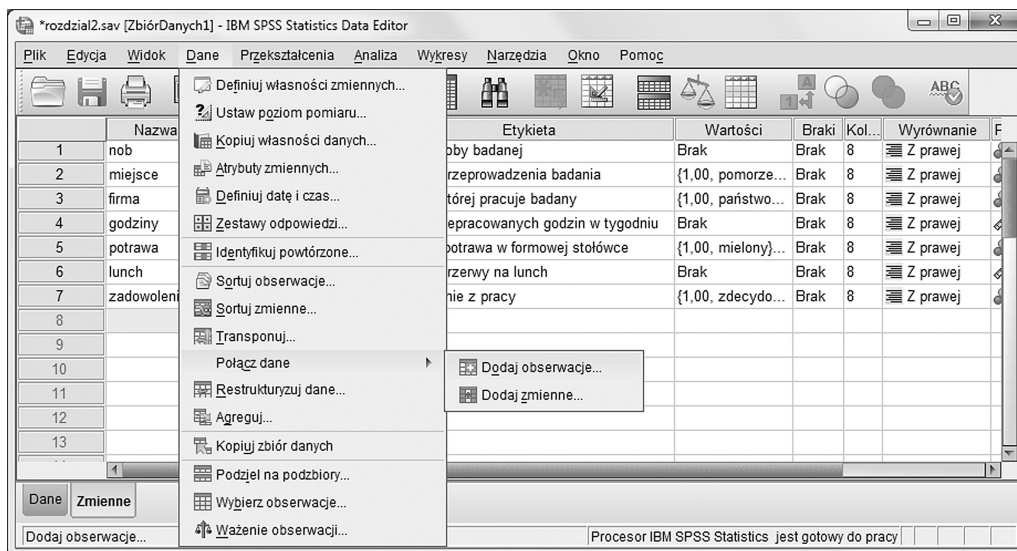 *rozdzial2.sav [ZbiórDanych1] - IBM SPSS Statistics Data Editor
Plik Edycja Widok Dane Przekształcenia Analiza Wykresy Narzędzia Okno Pomoc
Definiuj własności zmiennych...
Ustaw poziom pomiaru...
Kopiuj własności danych...
Atrybuty zmiennych...
Definiuj datę i czas...
Zestawy odpowiedzi...
Identyfikuj powtórzone...
Sortuj obserwacje...
Sortuj zmienne...
Transponuj...
Połącz dane
Restrukturyzuj dane...
Agreguj...
Kopiuj zbiór danych
Podziel na podzbiory...
Wybierz obserwacje...
Ważenie obserwacji...
Dodaj obserwacje...
Dodaj zmienne...
A
1
ABC
Nazwa Etykieta Wartości Braki Kol... Wyrównanie
1 nob oby badanej Brak Brak 8 Z prawej
2 miejsce rzeprowadzenia badania {1,00, pomorze... Brak 8 Z prawej
3 firma tórej pracuje badany {1,00, państwo... Brak 8 Z prawej
4 godziny epracowanych godzin w tygodniu Brak Brak 8 Z prawej
5 potrawa potrawa w formowej stołówce {1,00, mielony}... Brak 8 Z prawej
6 lunch rzerwy na lunch Brak Brak 8 Z prawej
7 zadowoleni nie z pracy {1,00, zdecydo... Brak 8 Z prawej
8
9
10
11
12
13
Dane Zmienne
Dodaj obserwacje... Procesor IBM SPSS Statistics jest gotowy do pracy